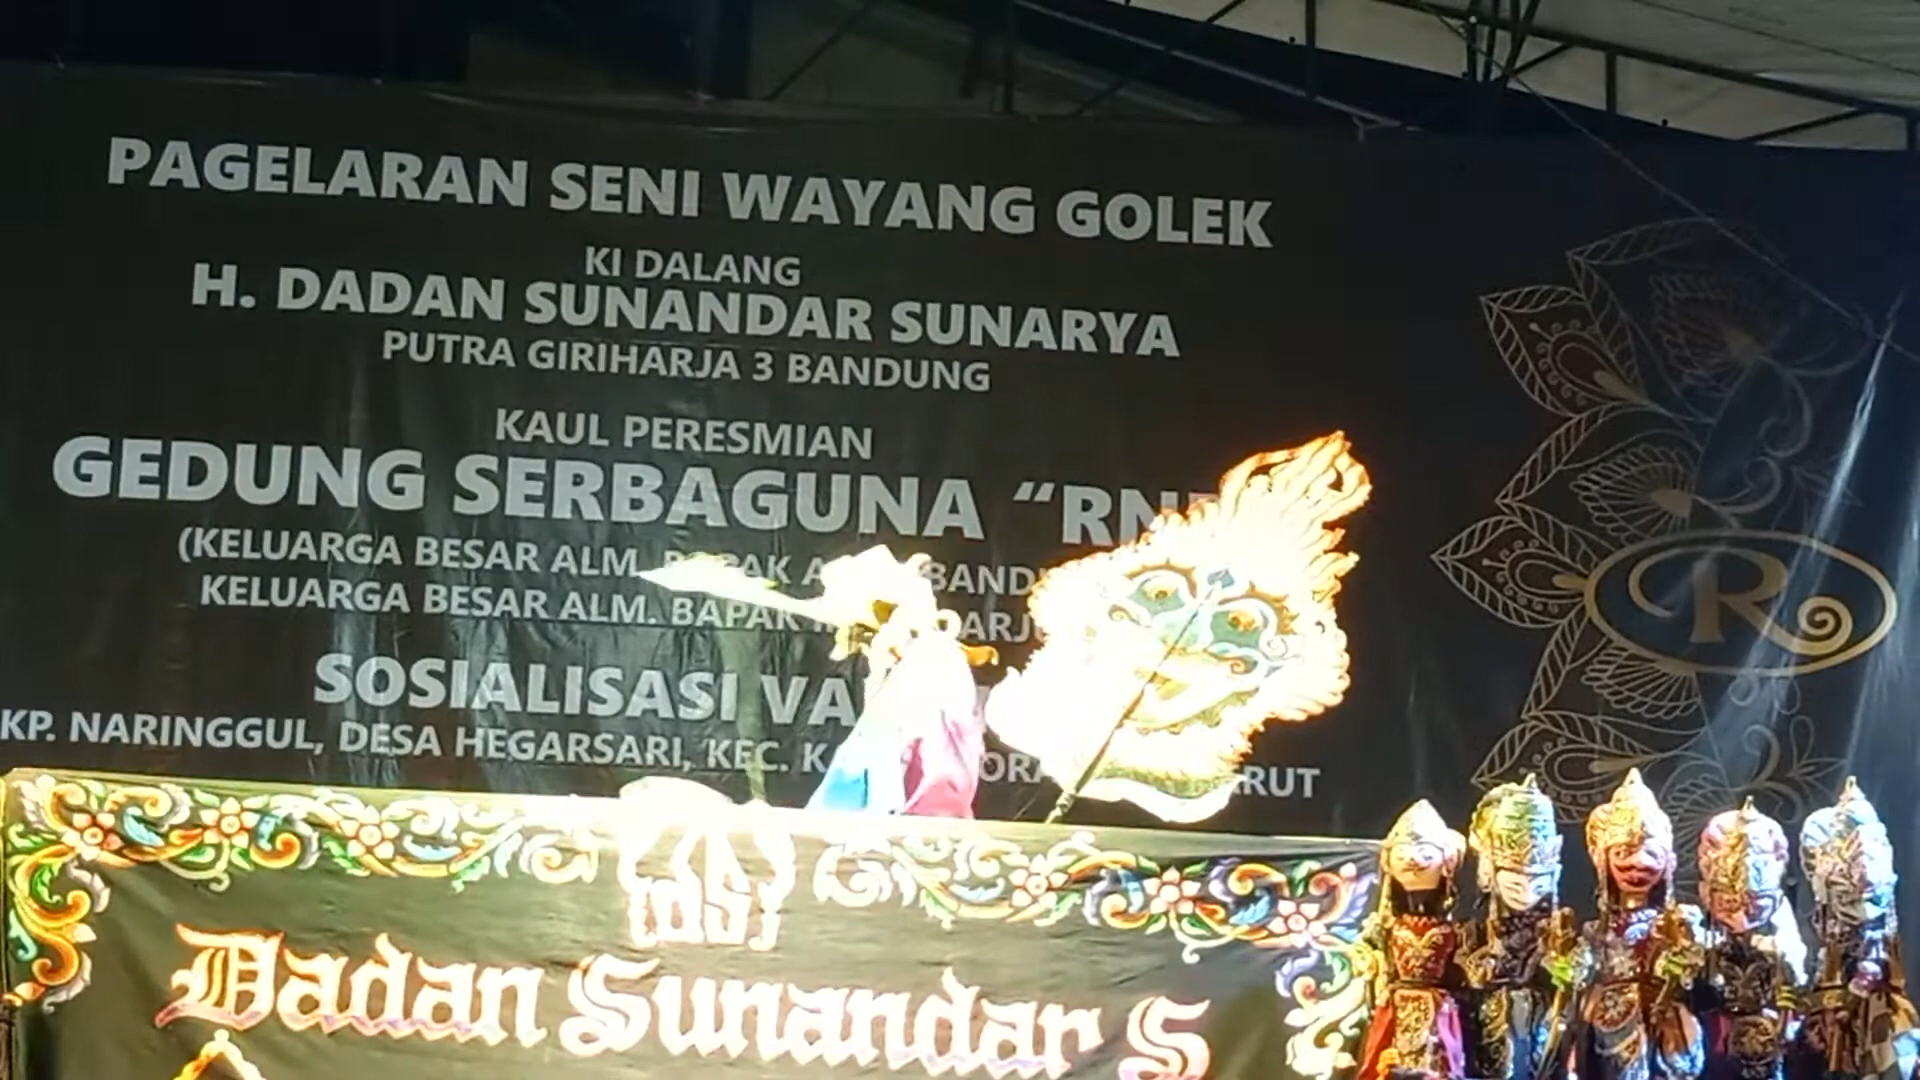 PAGELARAN SENI WAYANG GOLEK
KI DALANG
H. DADAN SUNANDAR SUNARYA
PUTRA GIRIHARJA 3 BANDUNG
KAUL PERESMIAN
GEDUNG SERBAGUNA
(KELUARGA BESAR ALM.
KELUARGA BESAR ALM. BAPAK
SOSIALISASI
KP. NARINGGUL, DESA HEGARSARI, KEC.
R
Dadan Sunandar S